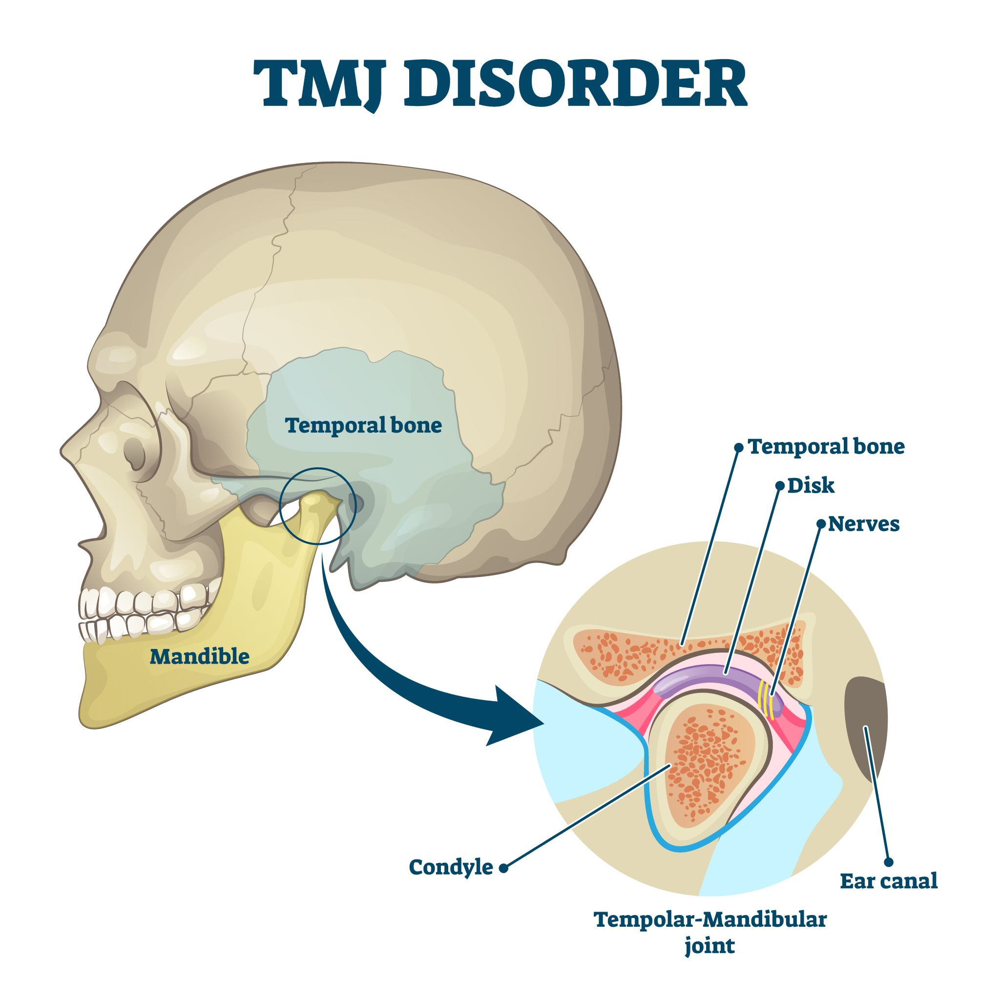 TMJ DISORDER
Temporal bone
Temporal bone
Disk
Nerves
Mandible
Condyle
Ear canal
Tempolar-Mandibular
joint